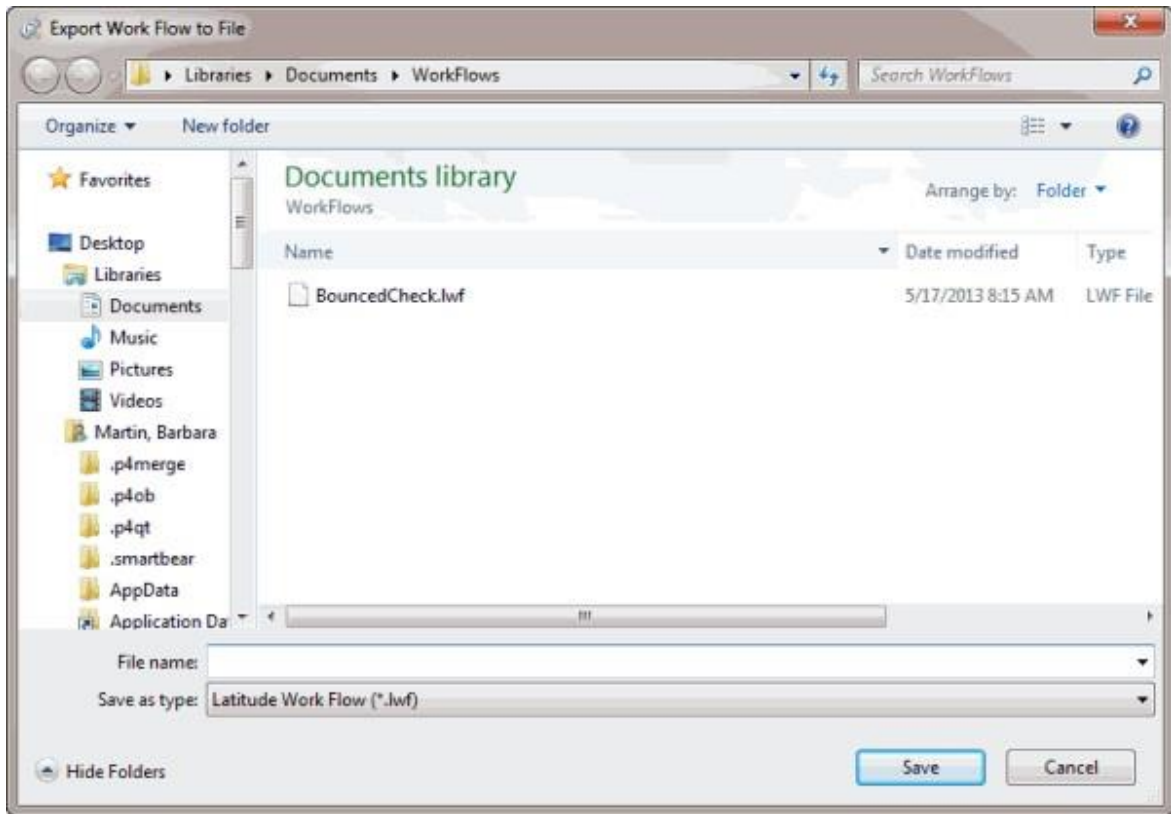 Export Work Flow to File
Libraries Documents WorkFlows Search WorkFlows
Organize New folder
Favorites
Desktop
Libraries
Documents
Music
Pictures
Videos
Martin, Barbara
.p4merge
.p4ob
.p4qt
.smartbear
AppData
Application Da
Documents library
WorkFlows
Arrange by: Folder
Name Date modified Type
BouncedCheck.lwf 5/17/2013 8:15 AM LWF File
File name:
Save as type: Latitude Work Flow (*.lwf)
Hide Folders Save Cancel